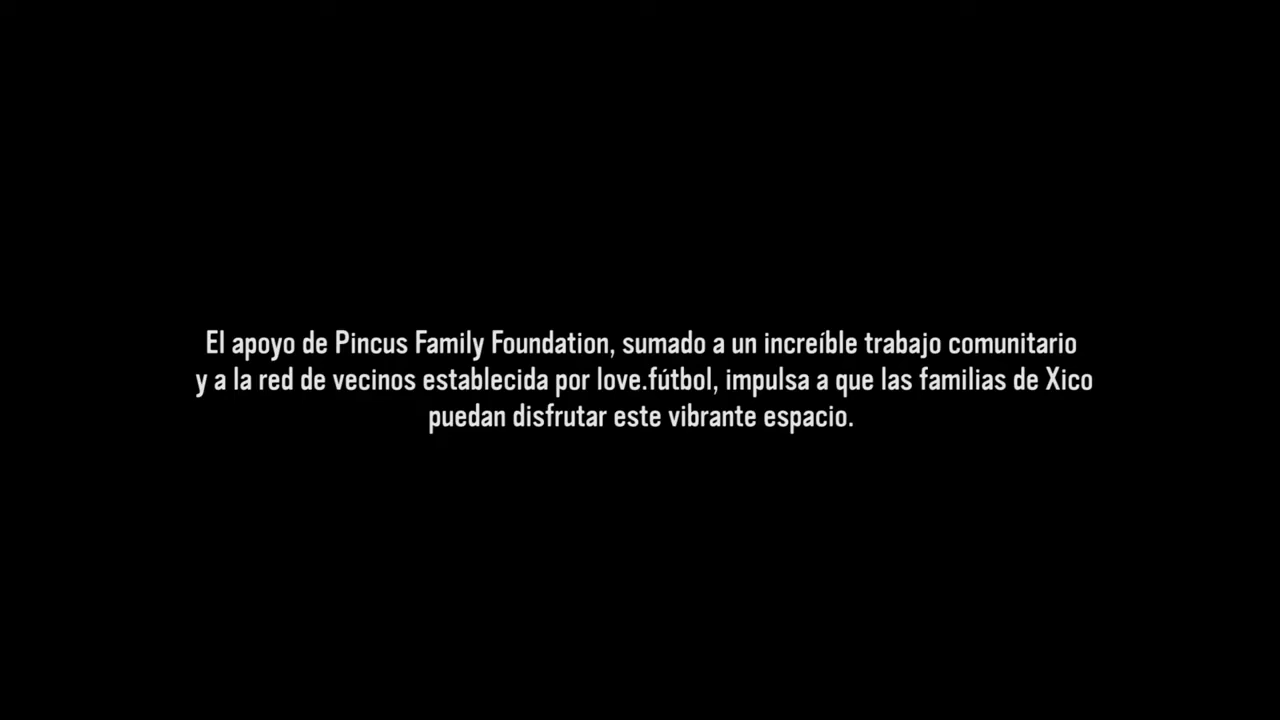 El apoyo de Pincus Family Foundation, sumado a un increíble trabajo comunitario
y a la red de vecinos establecida por love.fútbol, impulsa a que las familias de Xico
puedan disfrutar este vibrante espacio.